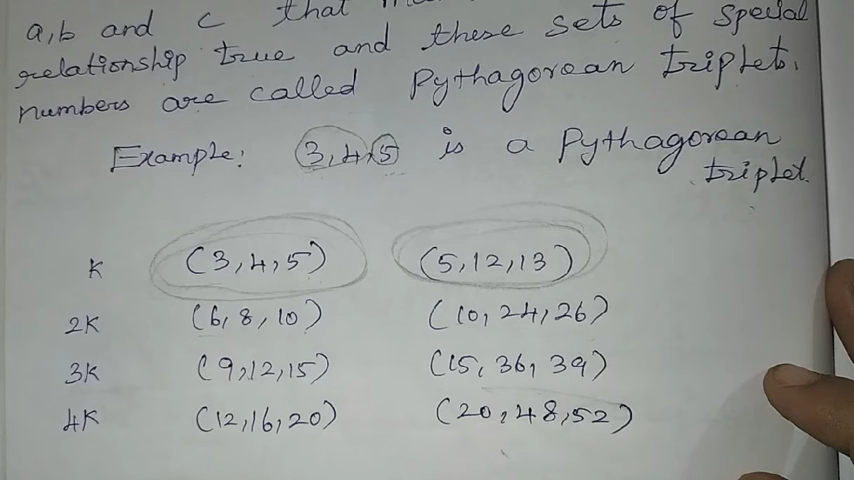 a, b and c that
relationship true and these sets of special
numbers are called Pythagorean triplets.
Example: (3, 4, 5) is a Pythagorean
triplet.
K (3, 4, 5) (5, 12, 13)
2K (6, 8, 10) (10, 24, 26)
3K (9, 12, 15) (15, 36, 39)
4K (12, 16, 20) (20, 48, 52)